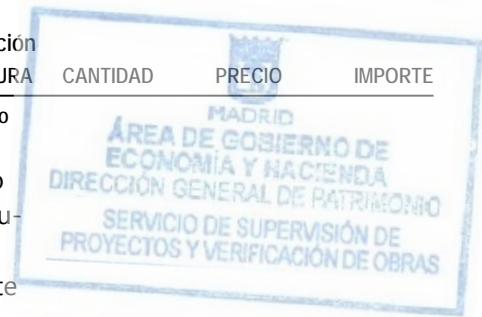 ción
URA CANTIDAD PRECIO IMPORTE
o
MADRID
ÁREA DE GOBIERNO DE
ECONOMÍA Y HACIENDA
o
DIRECCIÓN GENERAL DE PATRIMONIO
u-
SERVICIO DE SUPERVISIÓN DE
PROYECTOS Y VERIFICACIÓN DE OBRAS
te